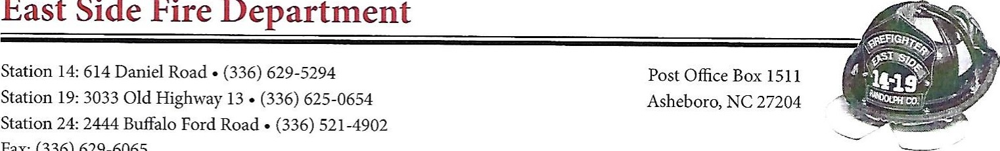 East Side Fire Department
Station 14: 614 Daniel Road • (336) 629-5294
Station 19: 3033 Old Highway 13 • (336) 625-0654
Station 24: 2444 Buffalo Ford Road • (336) 521-4902
Fax: (336) 629-6065
Post Office Box 1511
Asheboro, NC 27204
FIREFIGHTER
EAST SIDE
14-19
RANDOLPH CO.